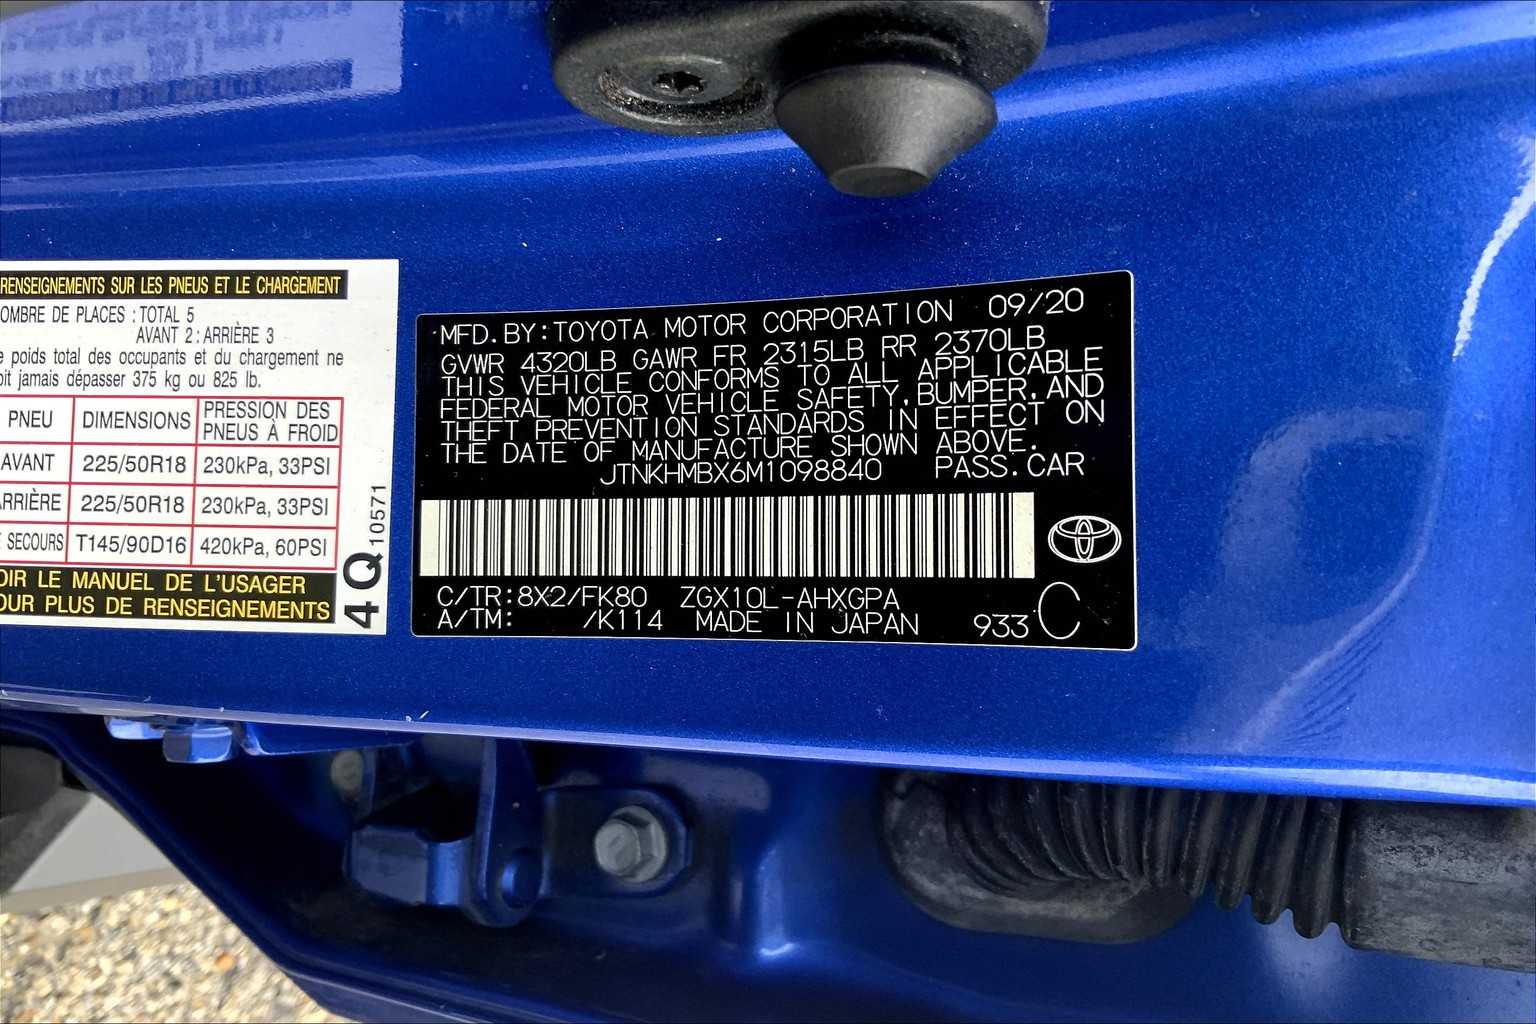 RENSEIGNEMENTS SUR LES PNEUS ET LE CHARGEMENT
OMBRE DE PLACES : TOTAL 5
AVANT 2 : ARRIÈRE 3
e poids total des occupants et du chargement ne
oit jamais dépasser 375 kg ou 825 lb.
PNEU DIMENSIONS PRESSION DES PNEUS À FROID
AVANT 225/50R18 230kPa, 33PSI
ARRIÈRE 225/50R18 230kPa, 33PSI
E SECOURS T145/90D16 420kPa, 60PSI
OIR LE MANUEL DE L'USAGER
OUR PLUS DE RENSEIGNEMENTS
4Q 10571
MFD. BY: TOYOTA MOTOR CORPORATION 09/20
GVWR 4320LB GAWR FR 2315LB RR 2370LB
THIS VEHICLE CONFORMS TO ALL APPLICABLE
FEDERAL MOTOR VEHICLE SAFETY, BUMPER, AND
THEFT PREVENTION STANDARDS IN EFFECT ON
THE DATE OF MANUFACTURE SHOWN ABOVE.
JTNKHMBX6M1098840 PASS. CAR
C/TR: 8X2/FK80 ZGX10L-AHXGPA
A/TM: /K114 MADE IN JAPAN 933 C